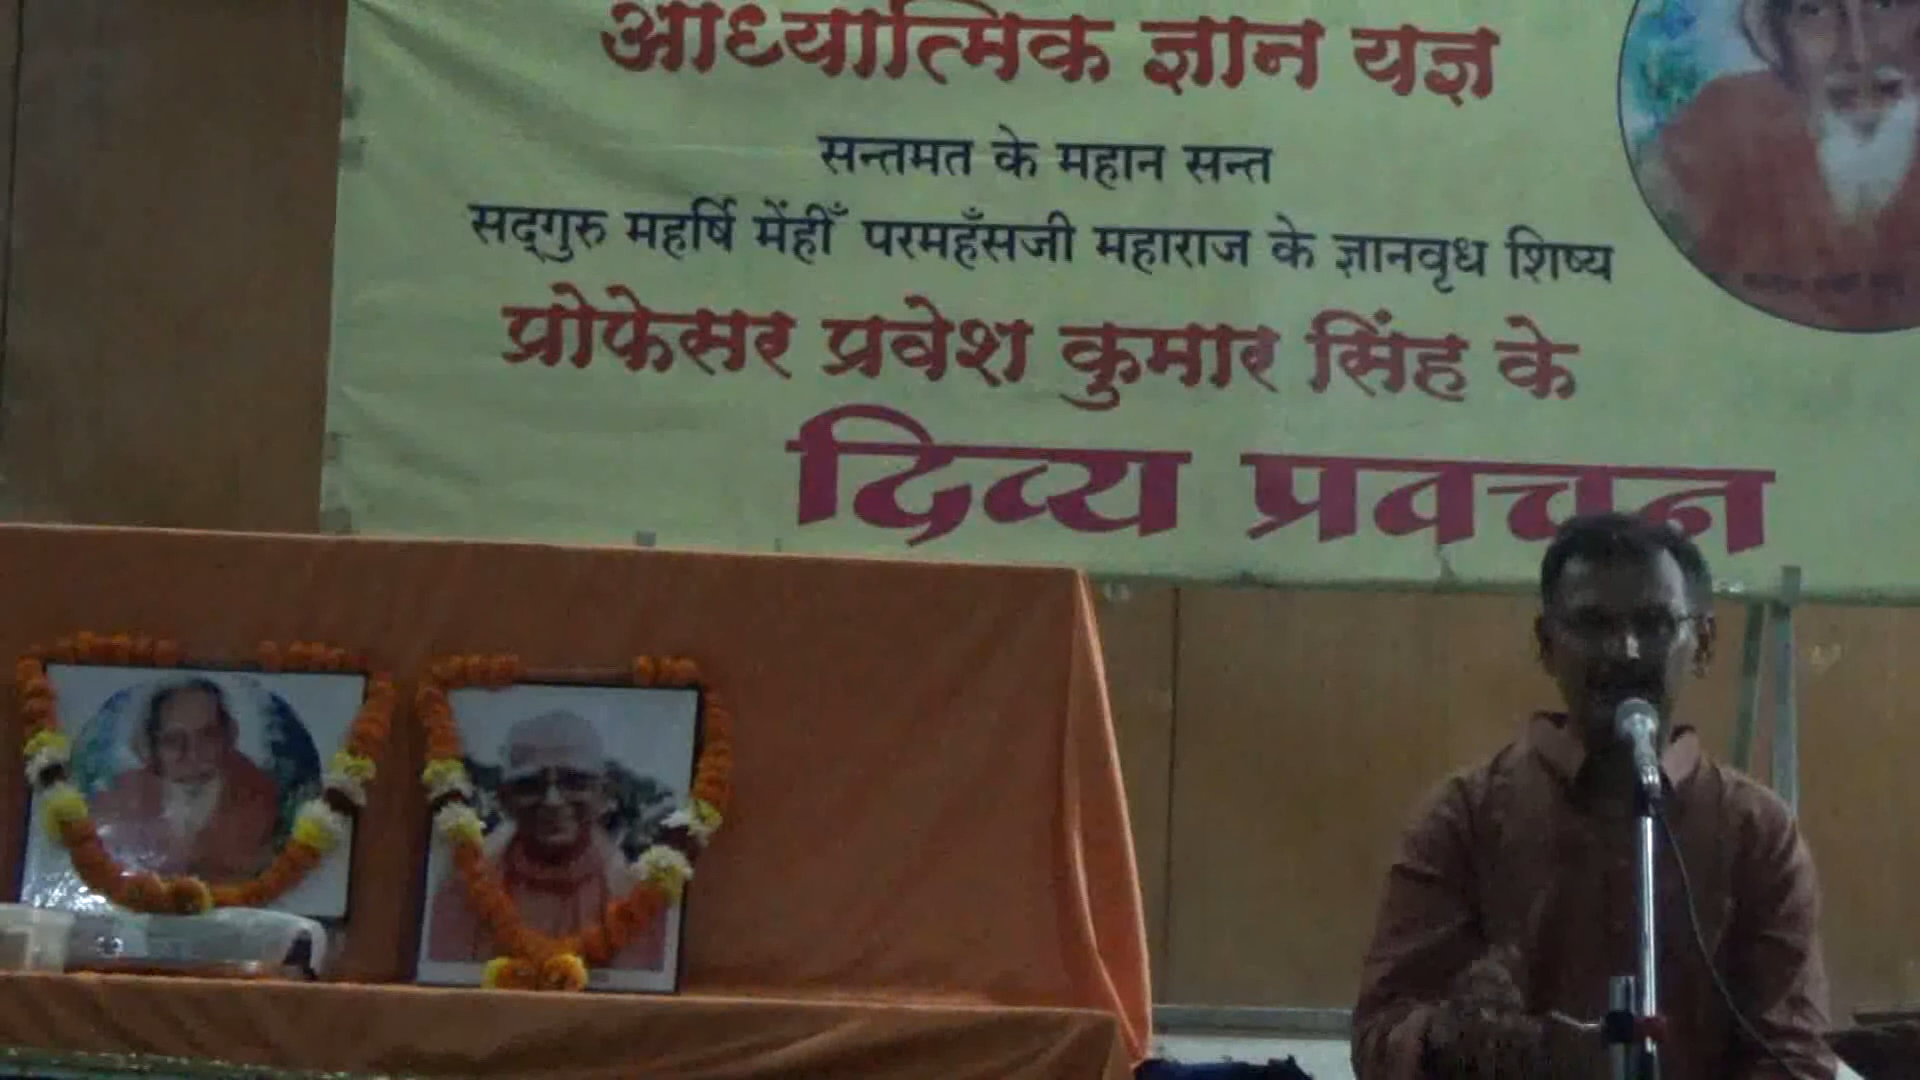 आध्यात्मिक ज्ञान यज्ञ
सन्तमत के महान सन्त
सद्‌गुरु महर्षि मेंहीँ परमहँसजी महाराज के ज्ञानवृध शिष्य
प्रोफेसर प्रवेश कुमार सिंह के
दिव्य प्रवचन